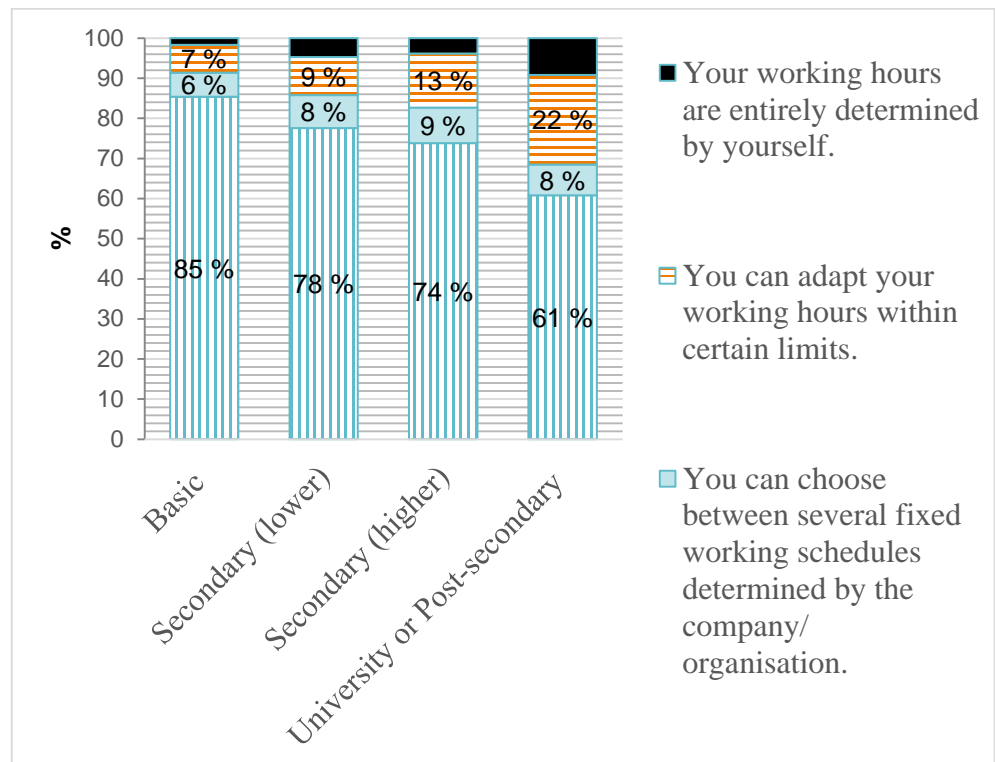 100
90
80
70
60
50
40
30
20
10
0
%
7 %
6 %
85 %
9 %
8 %
78 %
13 %
9 %
74 %
22 %
8 %
61 %
Basic
Secondary (lower)
Secondary (higher)
University or Post-secondary
Your working hours
are entirely determined
by yourself.
You can adapt your
working hours within
certain limits.
You can choose
between several fixed
working schedules
determined by the
company/
organisation.